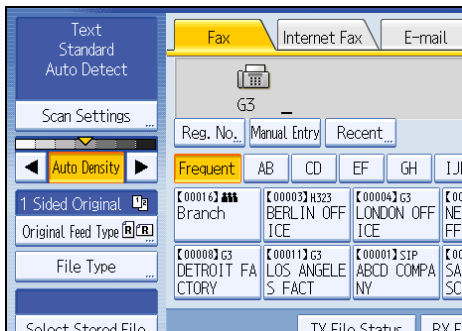 Text
Standard
Auto Detect
Scan Settings
Auto Density
1 Sided Original
Original Feed Type
File Type
Select Stored File
Fax
Internet Fax
E-mail
G3
Reg. No.
Manual Entry
Recent
Frequent
AB
CD
EF
GH
【00016】
Branch
【00003】H323
BERLIN OFF
ICE
【00004】G3
LONDON OFF
ICE
【00008】G3
DETROIT FA
CTORY
【00011】G3
LOS ANGELE
S FACT
【00001】SIP
ABCD COMPA
NY
TX File Status